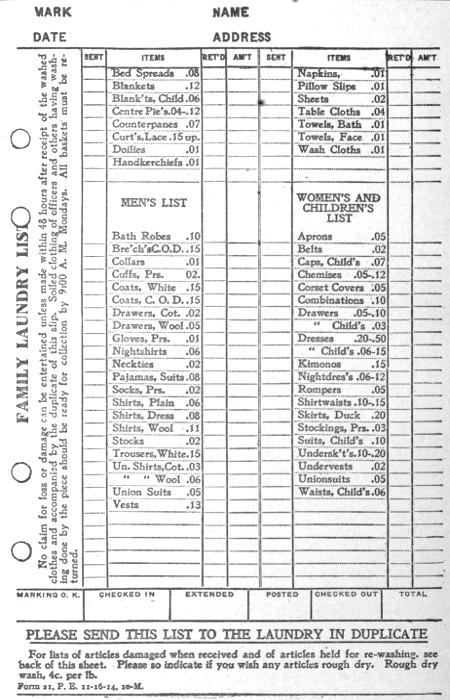 MARK NAME
DATE ADDRESS
FAMILY LAUNDRY LIST
No claim for loss or damage can be entertained unless made within 48 hours after receipt of the washed
clothes and accompanied by the duplicate of this slip. Soiled clothing of officers and others having wash-
ing done by the piece should be ready for collection by 9:00 A. M. Mondays. All baskets must be re-
turned.
SENT ITEMS RET'D AM'T SENT ITEMS RET'D AM'T
Bed Spreads .08 Napkins, .01
Blankets .12 Pillow Slips .01
Blank'ts, Child .06 Sheets .02
Centre Pie's .04-.12 Table Cloths .04
Counterpanes .07 Towels, Bath .01
Curt's, Lace .15 up. Towels, Face .01
Doilies .01 Wash Cloths .01
Handkerchiefs .01
MEN'S LIST WOMEN'S AND
CHILDREN'S
LIST
Bath Robes .10 Aprons .05
Bre'ch's C.O.D. .15 Belts .02
Collars .01 Caps, Child's .07
Cuffs, Prs. 02. Chemises .05-.12
Coats, White .15 Corset Covers .05
Coats, C. O. D. .15 Combinations .10
Drawers, Cot. .02 Drawers .05-.10
Drawers, Wool .05 " Child's .03
Gloves, Prs. .01 Dresses .20-.50
Nightshirts .06 " Child's .06-15
Neckties .02 Kimonos .15
Pajamas, Suits .08 Nightdres's .06-12
Socks, Prs. .02 Rompers .05
Shirts, Plain .06 Shirtwaists .10-.15
Shirts, Dress .08 Skirts, Duck .20
Shirts, Wool .11 Stockings, Prs. .03
Stocks .02 Suits, Child's .10
Trousers, White .15 Undersk't's .10-.20
Un. Shirts, Cot. .03 Undervests .02
" " Wool .06 Unionsuits .05
Union Suits .05 Waists, Child's .06
Vests .13
MARKING O. K. CHECKED IN EXTENDED POSTED CHECKED OUT TOTAL
PLEASE SEND THIS LIST TO THE LAUNDRY IN DUPLICATE
For lists of articles damaged when received and of articles held for re-washing. see
back of this sheet. Please so indicate if you wish any articles rough dry. Rough dry
wash, 4c. per lb.
Form 21, P. E. 11-16-14, 20-M.